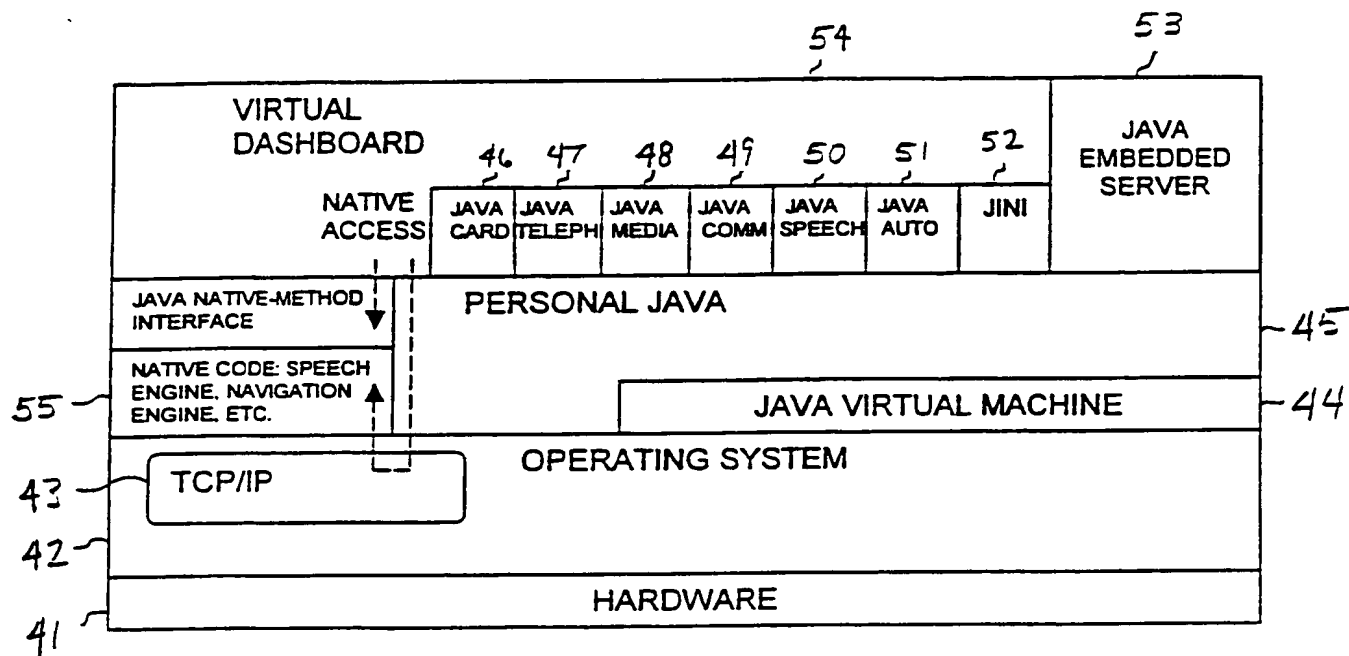 54
53
VIRTUAL
DASHBOARD
JAVA
EMBEDDED
SERVER
46
47
48
49
50
51
52
NATIVE
ACCESS
JAVA
CARD
JAVA
TELEPH
JAVA
MEDIA
JAVA
COMM
JAVA
SPEECH
JAVA
AUTO
JINI
JAVA NATIVE-METHOD
INTERFACE
PERSONAL JAVA
45
NATIVE CODE: SPEECH
ENGINE, NAVIGATION
ENGINE, ETC.
55
JAVA VIRTUAL MACHINE
44
OPERATING SYSTEM
TCP/IP
43
42
HARDWARE
41